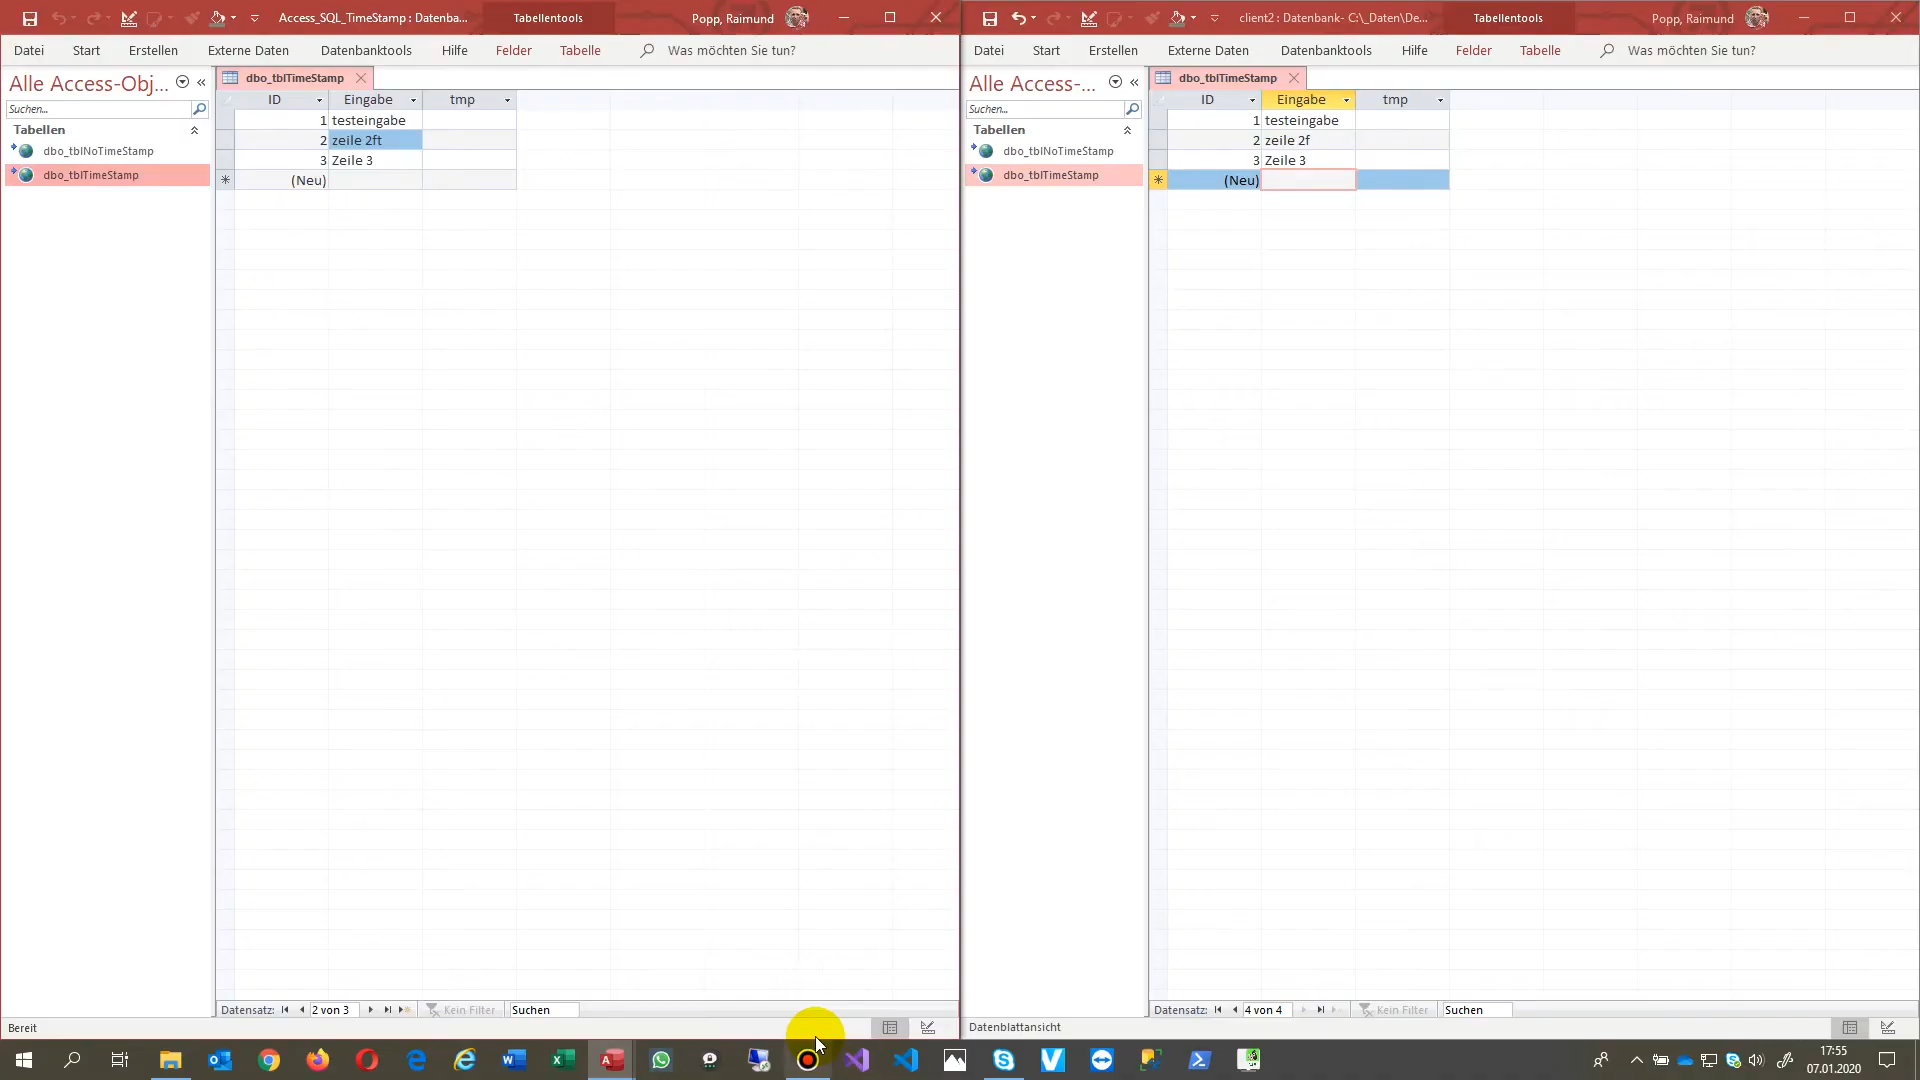 Access_SQL_TimeStamp : Datenba...
Tabellentools
Popp, Raimund
Datei Start Erstellen Externe Daten Datenbanktools Hilfe Felder Tabelle Was möchten Sie tun?
Alle Access-Obj...
Suchen...
Tabellen
dbo_tblNoTimeStamp
dbo_tblTimeStamp
dbo_tblTimeStamp
ID Eingabe tmp
1 testeingabe
2 zeile 2ft
3 Zeile 3
(Neu)
Datensatz: 2 von 3 Kein Filter Suchen
Bereit
client2 : Datenbank- C:\_Daten\De...
Tabellentools
Popp, Raimund
Datei Start Erstellen Externe Daten Datenbanktools Hilfe Felder Tabelle Was möchten Sie tun?
Alle Access-...
Suchen...
Tabellen
dbo_tblNoTimeStamp
dbo_tblTimeStamp
dbo_tblTimeStamp
ID Eingabe tmp
1 testeingabe
2 zeile 2f
3 Zeile 3
(Neu)
Datensatz: 4 von 4 Kein Filter Suchen
Datenblattansicht
17:55
07.01.2020